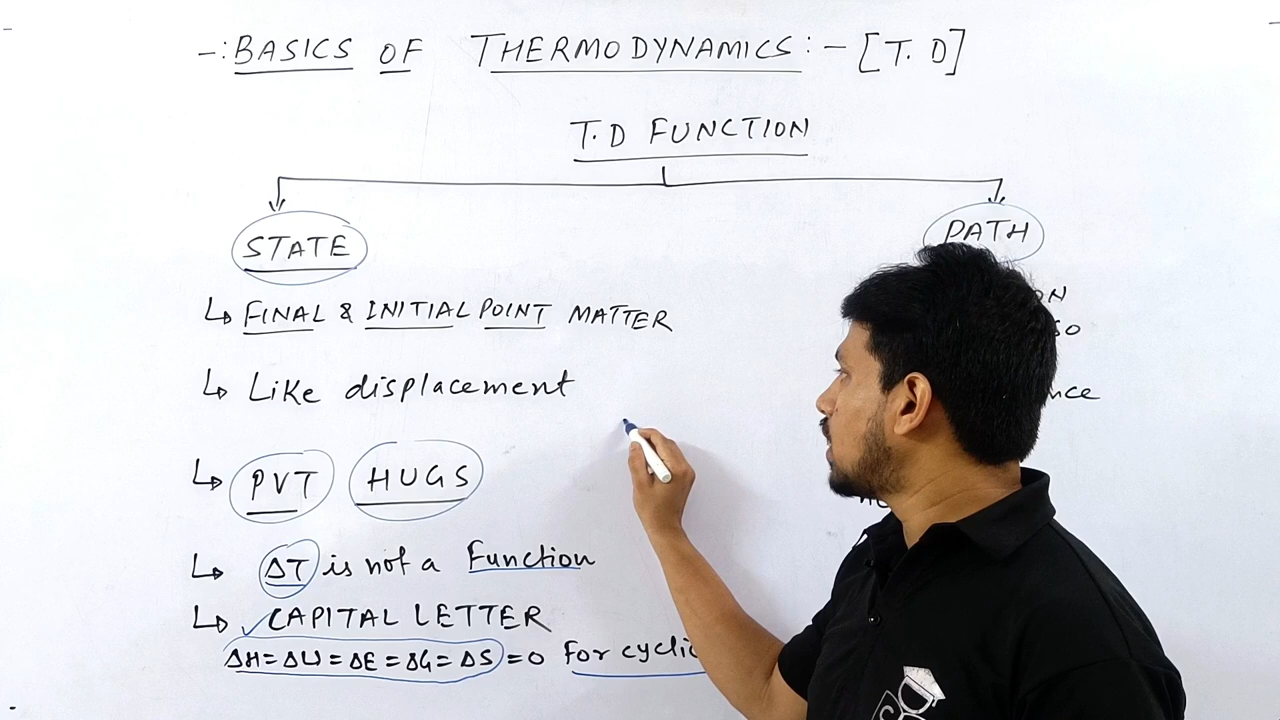 -: BASICS OF THERMODYNAMICS :- [T.D]
T.D FUNCTION
STATE
PATH
↳ FINAL & INITIAL POINT MATTER
↳ Like displacement
↳ PVT HUGS
↳ ΔT is not a Function
↳ ✓CAPITAL LETTER
ΔH=ΔU=ΔE=ΔG=ΔS=0 for